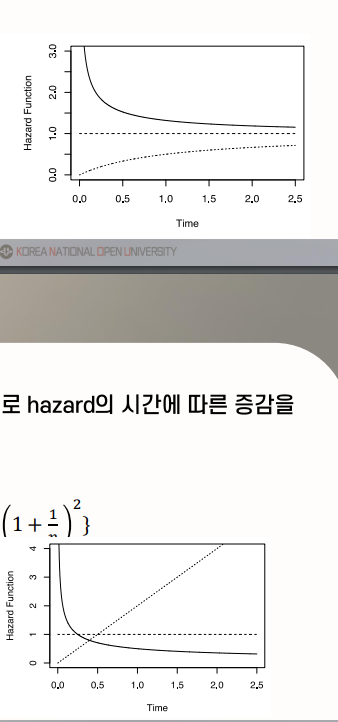 3.0
2.0
1.0
0.0
Hazard Function
0.0 0.5 1.0 1.5 2.0 2.5
Time
KOREA NATIONAL OPEN UNIVERSITY
로 hazard의 시간에 따른 증감을
(1 + 1/n)²}
4
3
2
1
0
Hazard Function
0.0 0.5 1.0 1.5 2.0 2.5
Time